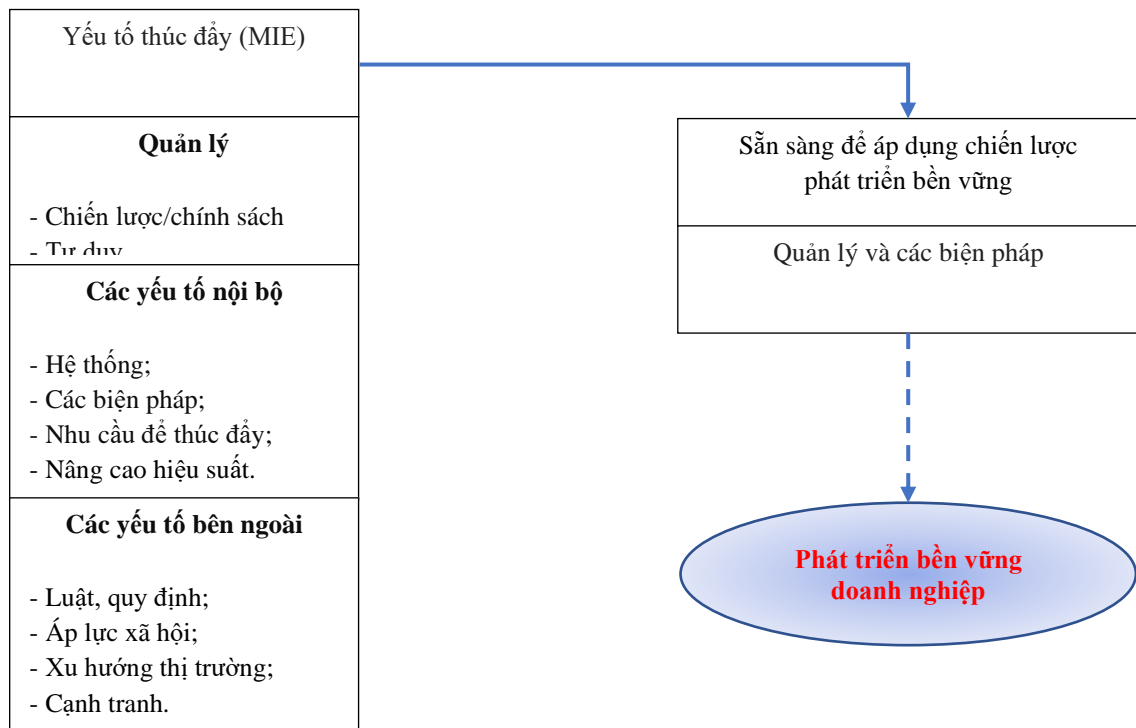 Yếu tố thúc đẩy (MIE)
Quản lý
- Chiến lược/chính sách
- Tư duy
Các yếu tố nội bộ
- Hệ thống;
- Các biện pháp;
- Nhu cầu để thúc đẩy;
- Nâng cao hiệu suất.
Các yếu tố bên ngoài
- Luật, quy định;
- Áp lực xã hội;
- Xu hướng thị trường;
- Cạnh tranh.
Sẵn sàng để áp dụng chiến lược
phát triển bền vững
Quản lý và các biện pháp
Phát triển bền vững
doanh nghiệp